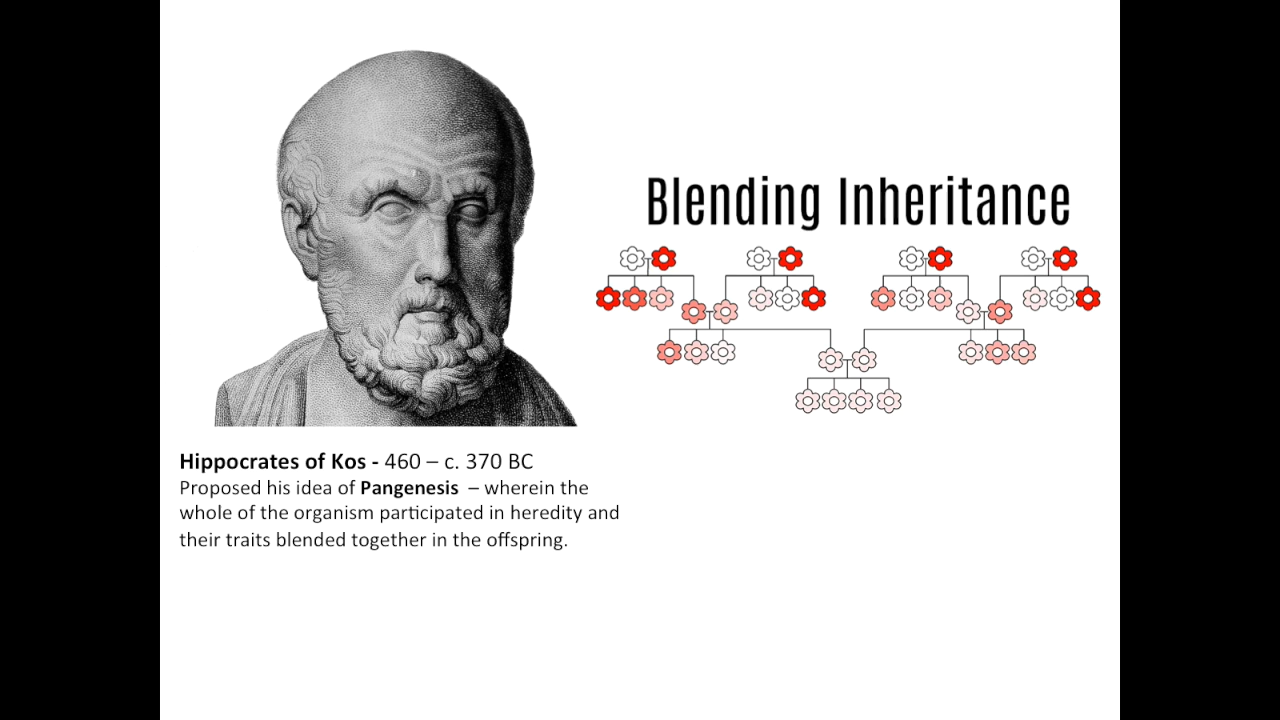 Blending Inheritance
Hippocrates of Kos - 460 – c. 370 BC
Proposed his idea of Pangenesis – wherein the
whole of the organism participated in heredity and
their traits blended together in the offspring.